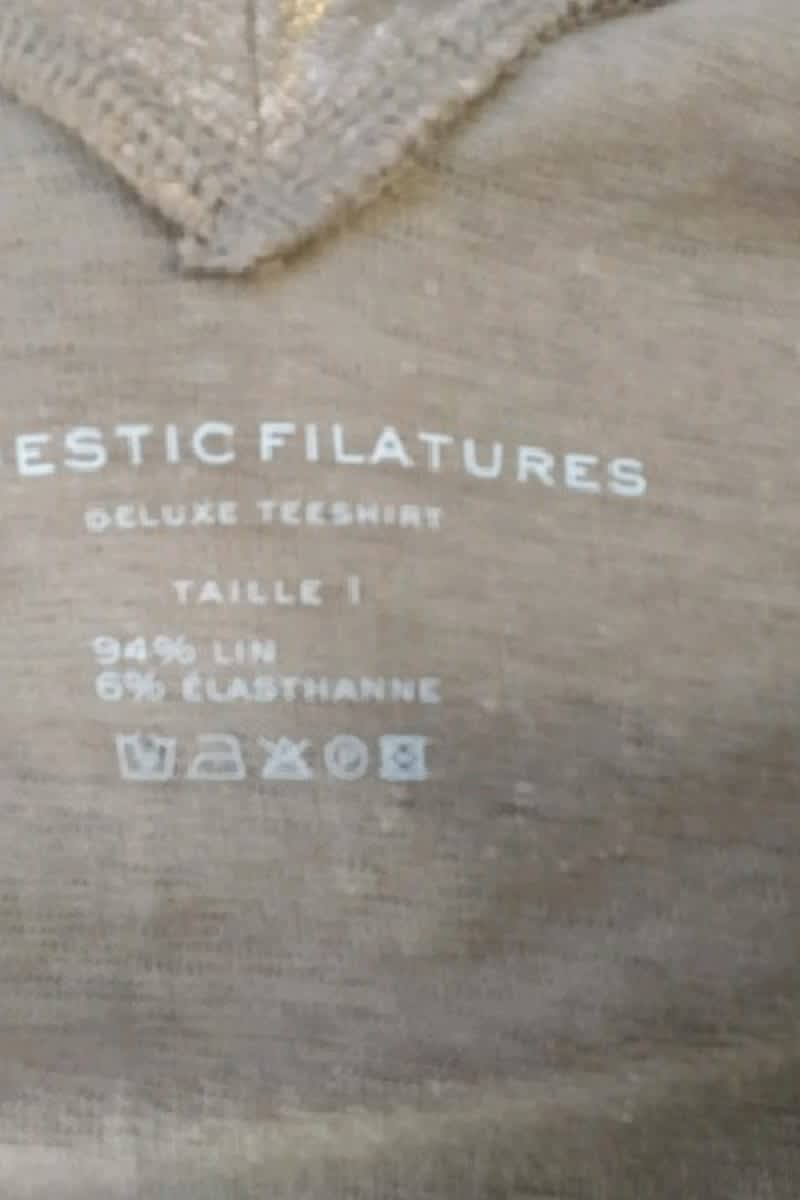 ESTIC FILATURES
DELUXE TEESHIRT
TAILLE 1
94% LIN
6% ÉLASTHANNE
P